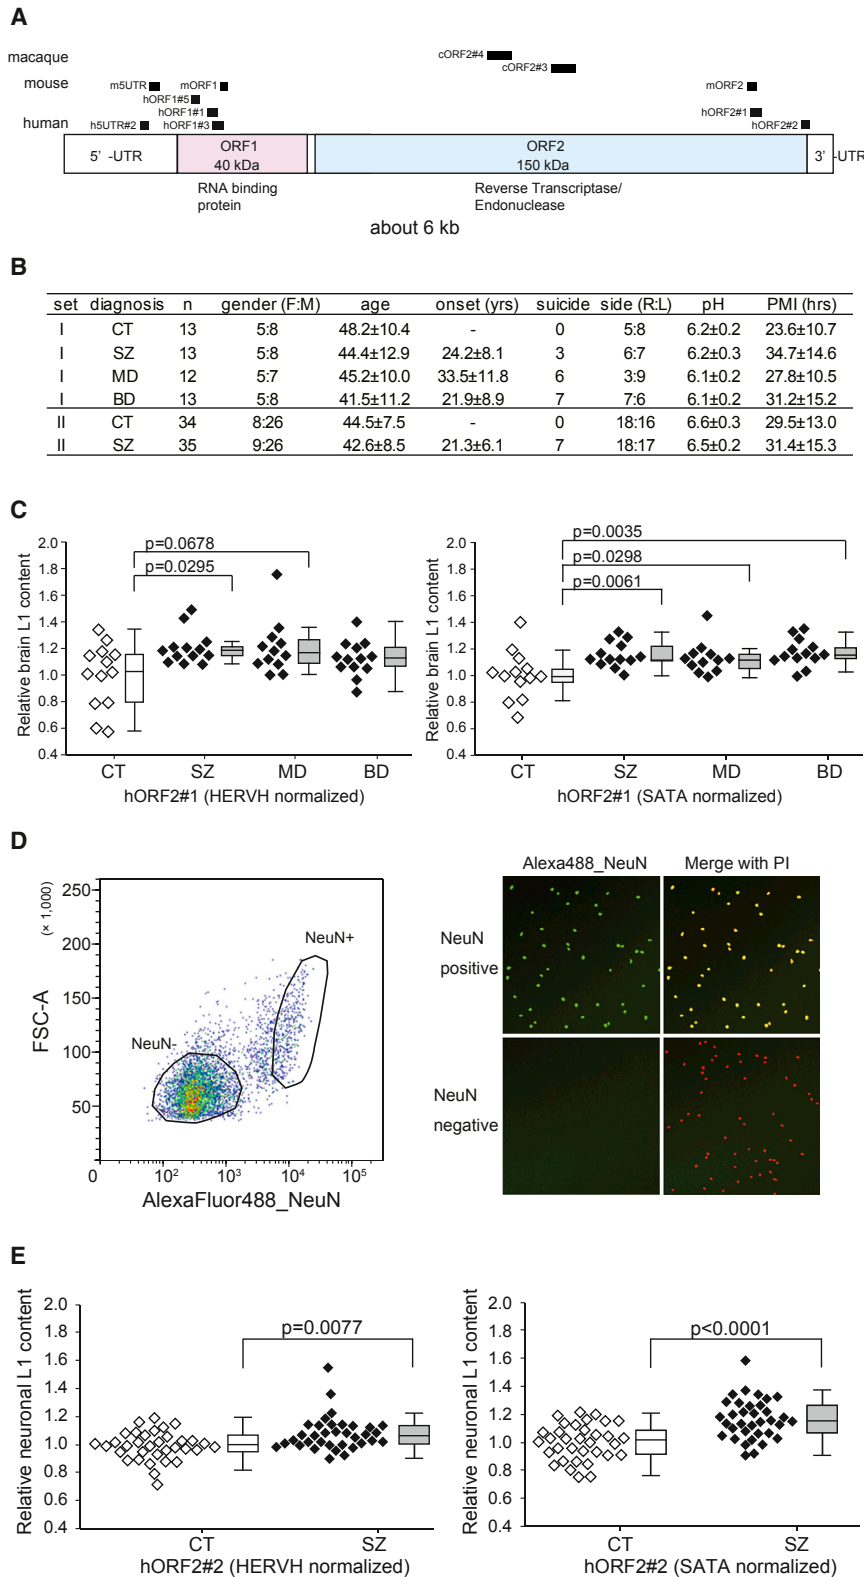 A
macaque
cORF2#4
cORF2#3
mouse
m5UTR
mORF1
mORF2
hORF1#5
hORF1#1
hORF2#1
human
h5UTR#2
hORF1#3
hORF2#2
5' -UTR
ORF1
40 kDa
ORF2
150 kDa
3' -UTR
RNA binding
protein
Reverse Transcriptase/
Endonuclease
about 6 kb
B
set diagnosis n gender (F:M) age onset (yrs) suicide side (R:L) pH PMI (hrs)
I CT 13 5:8 48.2±10.4 - 0 5:8 6.2±0.2 23.6±10.7
I SZ 13 5:8 44.4±12.9 24.2±8.1 3 6:7 6.2±0.3 34.7±14.6
I MD 12 5:7 45.2±10.0 33.5±11.8 6 3:9 6.1±0.2 27.8±10.5
I BD 13 5:8 41.5±11.2 21.9±8.9 7 7:6 6.1±0.2 31.2±15.2
II CT 34 8:26 44.5±7.5 - 0 18:16 6.6±0.3 29.5±13.0
II SZ 35 9:26 42.6±8.5 21.3±6.1 7 18:17 6.5±0.2 31.4±15.3
C
Relative brain L1 content
2.0
1.8
1.6
1.4
1.2
1.0
0.8
0.6
0.4
p=0.0678
p=0.0295
CT SZ MD BD
hORF2#1 (HERVH normalized)
Relative brain L1 content
2.0
1.8
1.6
1.4
1.2
1.0
0.8
0.6
0.4
p=0.0035
p=0.0298
p=0.0061
CT SZ MD BD
hORF2#1 (SATA normalized)
D
(× 1,000)
FSC-A
250
200
150
100
50
NeuN+
NeuN-
0 10² 10³ 10⁴ 10⁵
AlexaFluor488_NeuN
Alexa488_NeuN Merge with PI
NeuN
positive
NeuN
negative
E
Relative neuronal L1 content
2.0
1.8
1.6
1.4
1.2
1.0
0.8
0.6
0.4
p=0.0077
CT SZ
hORF2#2 (HERVH normalized)
Relative neuronal L1 content
2.0
1.8
1.6
1.4
1.2
1.0
0.8
0.6
0.4
p<0.0001
CT SZ
hORF2#2 (SATA normalized)